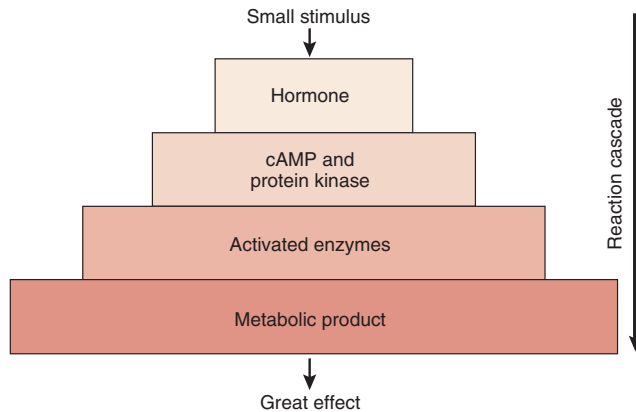 Small stimulus
Hormone
cAMP and
protein kinase
Activated enzymes
Metabolic product
Great effect
Reaction cascade